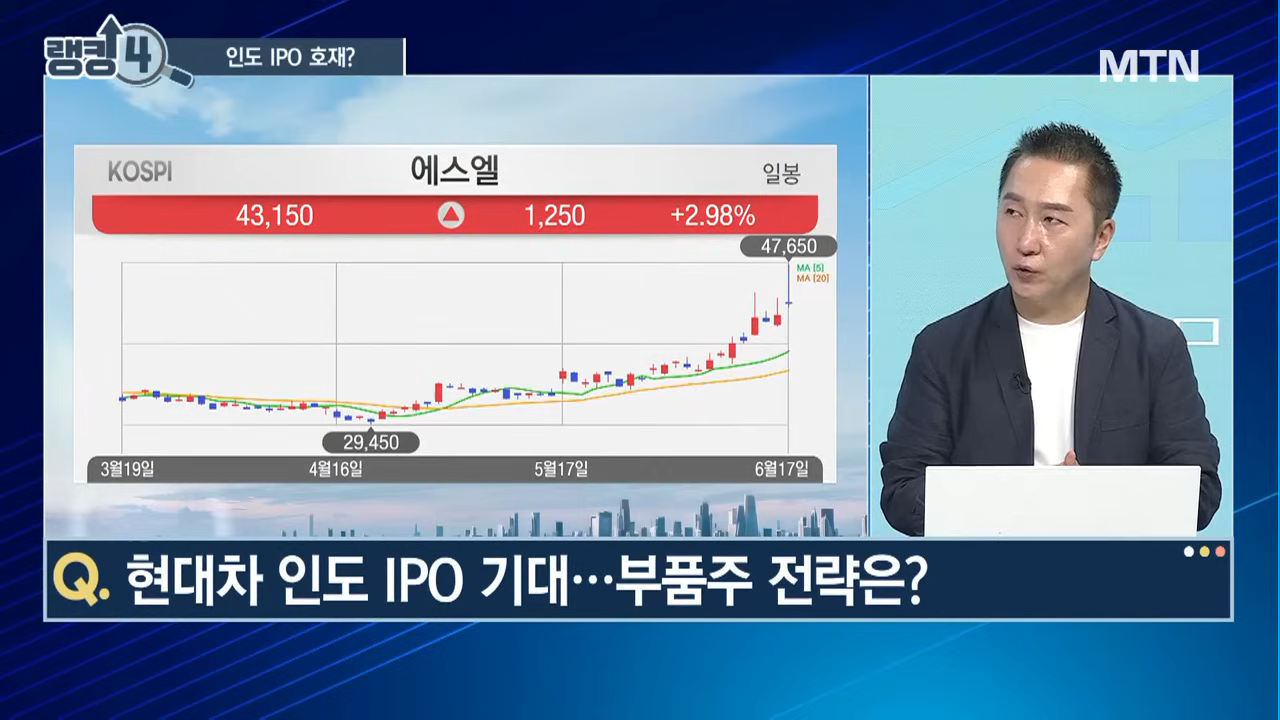 랭킹4
인도 IPO 호재?
MTN
KOSPI
에스엘
일봉
43,150
1,250
+2.98%
47,650
MA [5]
MA [20]
29,450
3월19일
4월16일
5월17일
6월17일
Q. 현대차 인도 IPO 기대…부품주 전략은?